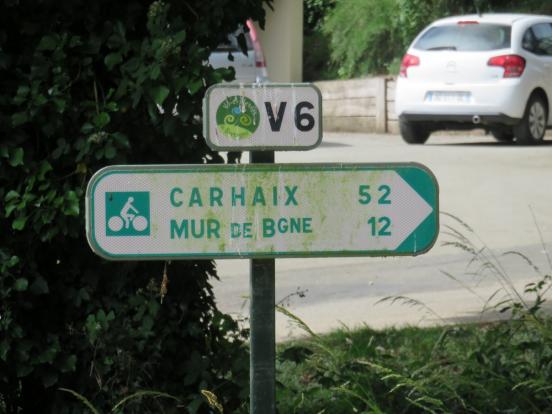 V6
CARHAIX 52
MUR DE BGNE 12